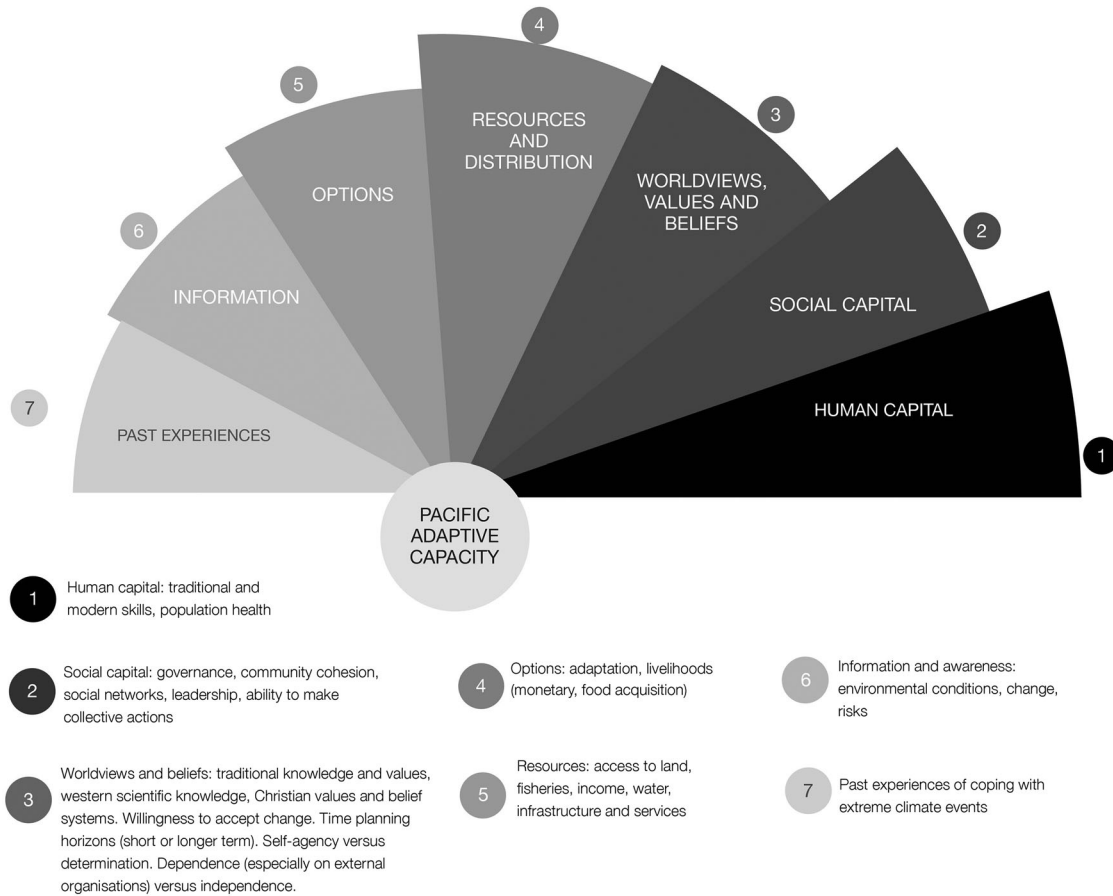 4
5
RESOURCES
AND
DISTRIBUTION
3
OPTIONS
WORLDVIEWS,
VALUES AND
BELIEFS
6
2
INFORMATION
SOCIAL CAPITAL
7
HUMAN CAPITAL
PAST EXPERIENCES
1
PACIFIC
ADAPTIVE
CAPACITY
1
Human capital: traditional and
modern skills, population health
2
Social capital: governance, community cohesion,
social networks, leadership, ability to make
collective actions
3
Worldviews and beliefs: traditional knowledge and values,
western scientific knowledge, Christian values and belief
systems. Willingness to accept change. Time planning
horizons (short or longer term). Self-agency versus
determination. Dependence (especially on external
organisations) versus independence.
4
Options: adaptation, livelihoods
(monetary, food acquisition)
5
Resources: access to land,
fisheries, income, water,
infrastructure and services
6
Information and awareness:
environmental conditions, change,
risks
7
Past experiences of coping with
extreme climate events